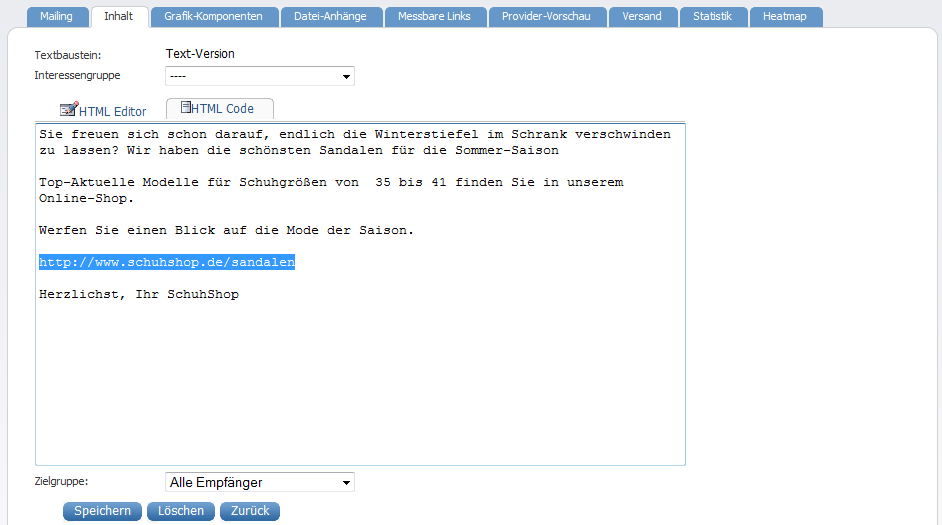 Mailing Inhalt Grafik-Komponenten Datei-Anhänge Messbare Links Provider-Vorschau Versand Statistik Heatmap
Textbaustein: Text-Version
Interessengruppe ----
HTML Editor HTML Code
Sie freuen sich schon darauf, endlich die Winterstiefel im Schrank verschwinden
zu lassen? Wir haben die schönsten Sandalen für die Sommer-Saison
Top-Aktuelle Modelle für Schuhgrößen von  35 bis 41 finden Sie in unserem
Online-Shop.
Werfen Sie einen Blick auf die Mode der Saison.
http://www.schuhshop.de/sandalen
Herzlichst, Ihr SchuhShop
Zielgruppe: Alle Empfänger
Speichern Löschen Zurück